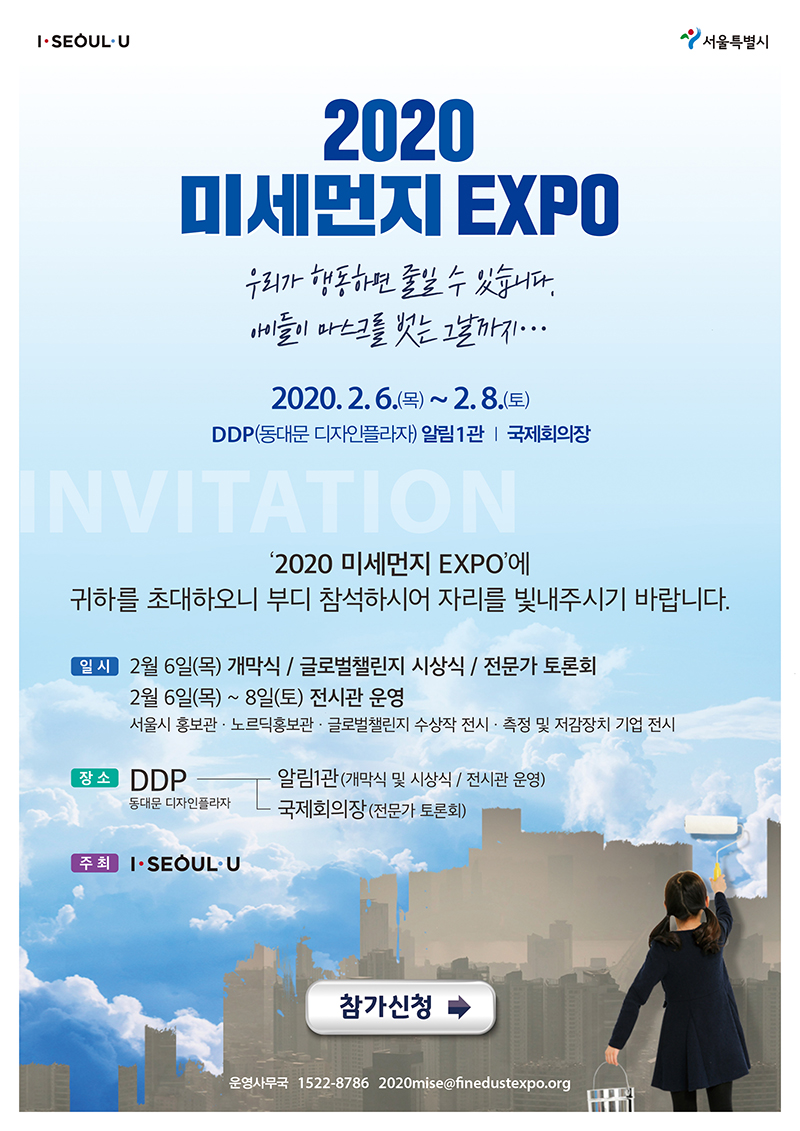 I·SEOUL·U
서울특별시
2020
미세먼지 EXPO
우리가 행동하면 줄일 수 있습니다.
아이들이 마스크를 벗는 그날까지···
2020. 2. 6.(목) ~ 2. 8.(토)
DDP(동대문 디자인플라자) 알림1관 | 국제회의장
INVITATION
‘2020 미세먼지 EXPO’에
귀하를 초대하오니 부디 참석하시어 자리를 빛내주시기 바랍니다.
일 시 2월 6일(목) 개막식 / 글로벌챌린지 시상식 / 전문가 토론회
2월 6일(목) ~ 8일(토) 전시관 운영
서울시 홍보관 · 노르딕홍보관 · 글로벌챌린지 수상작 전시 · 측정 및 저감장치 기업 전시
장 소 DDP 알림1관(개막식 및 시상식 / 전시관 운영)
동대문 디자인플라자 국제회의장(전문가 토론회)
주 최 I·SEOUL·U
참가신청
운영사무국 1522-8786 2020mise@finedustexpo.org